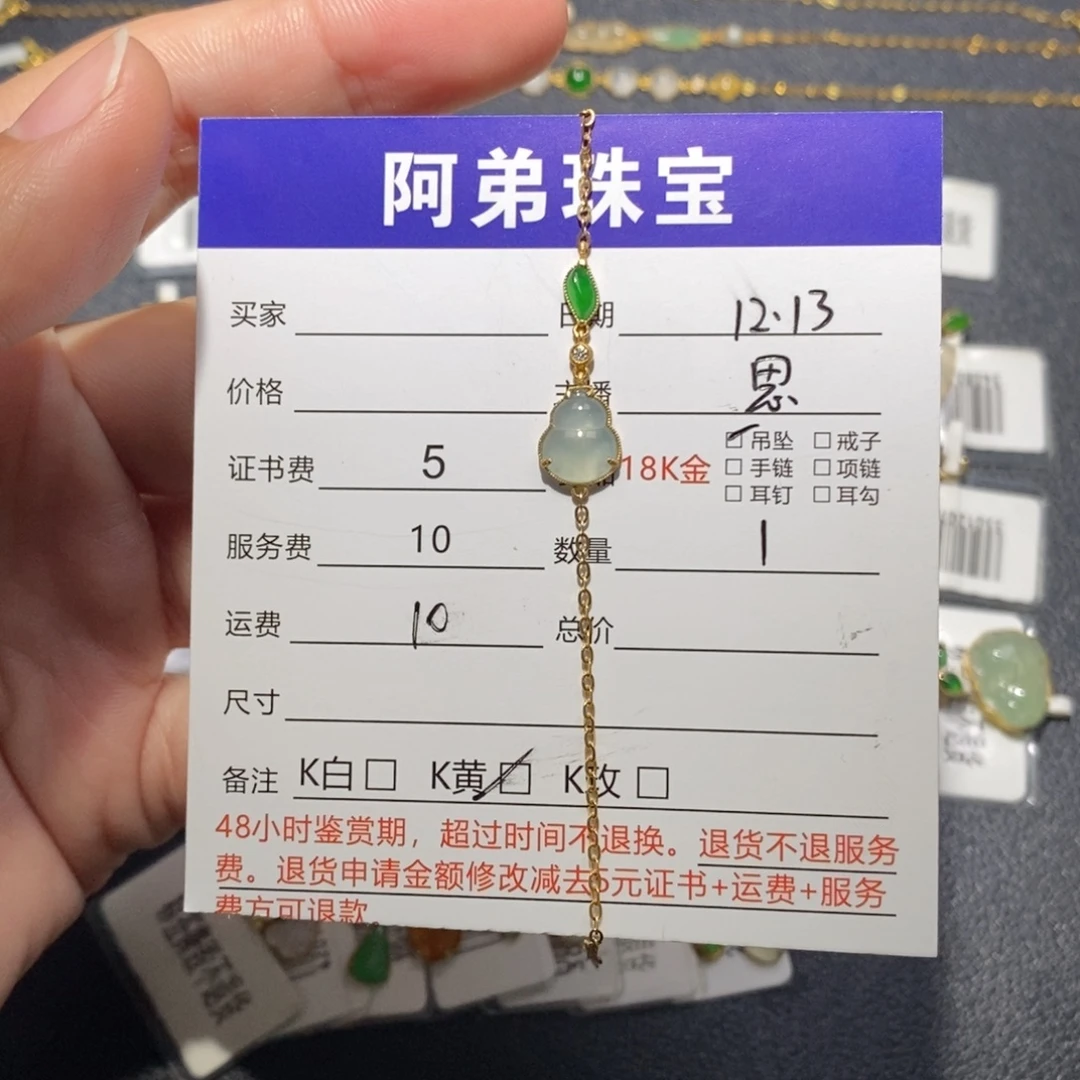 阿弟珠宝
买家 日期 12.13
价格 主播 思
证书费 5 18K金 ☑吊坠 □戒子
□手链 □项链
□耳钉 □耳勾
服务费 10 数量 1
运费 10 总价
尺寸
备注 K白□ K黄☑ K玫□
48小时鉴赏期，超过时间不退换。退货不退服务
费。退货申请金额修改减去5元证书+运费+服务
费方可退款。